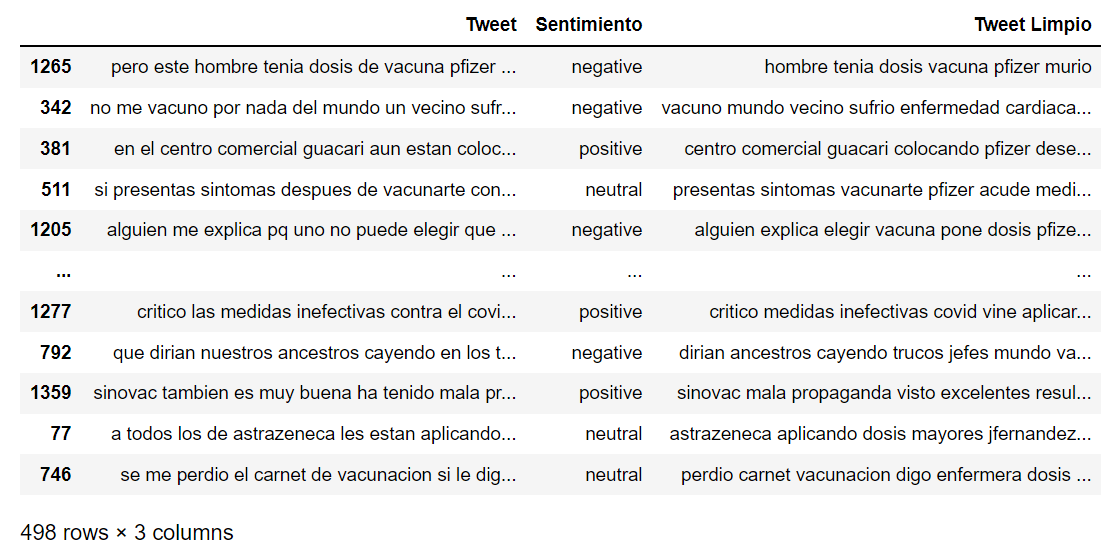 Tweet Sentimiento Tweet Limpio
1265 pero este hombre tenia dosis de vacuna pfizer ... negative hombre tenia dosis vacuna pfizer murio
342 no me vacuno por nada del mundo un vecino sufr... negative vacuno mundo vecino sufrio enfermedad cardiaca...
381 en el centro comercial guacari aun estan coloc... positive centro comercial guacari colocando pfizer dese...
511 si presentas sintomas despues de vacunarte con... neutral presentas sintomas vacunarte pfizer acude medi...
1205 alguien me explica pq uno no puede elegir que ... negative alguien explica elegir vacuna pone dosis pfize...
... ... ... ...
1277 critico las medidas inefectivas contra el covi... positive critico medidas inefectivas covid vine aplicar...
792 que dirian nuestros ancestros cayendo en los t... negative dirian ancestros cayendo trucos jefes mundo va...
1359 sinovac tambien es muy buena ha tenido mala pr... positive sinovac mala propaganda visto excelentes resul...
77 a todos los de astrazeneca les estan aplicando... neutral astrazeneca aplicando dosis mayores jfernandez...
746 se me perdio el carnet de vacunacion si le dig... neutral perdio carnet vacunacion digo enfermera dosis ...
498 rows × 3 columns